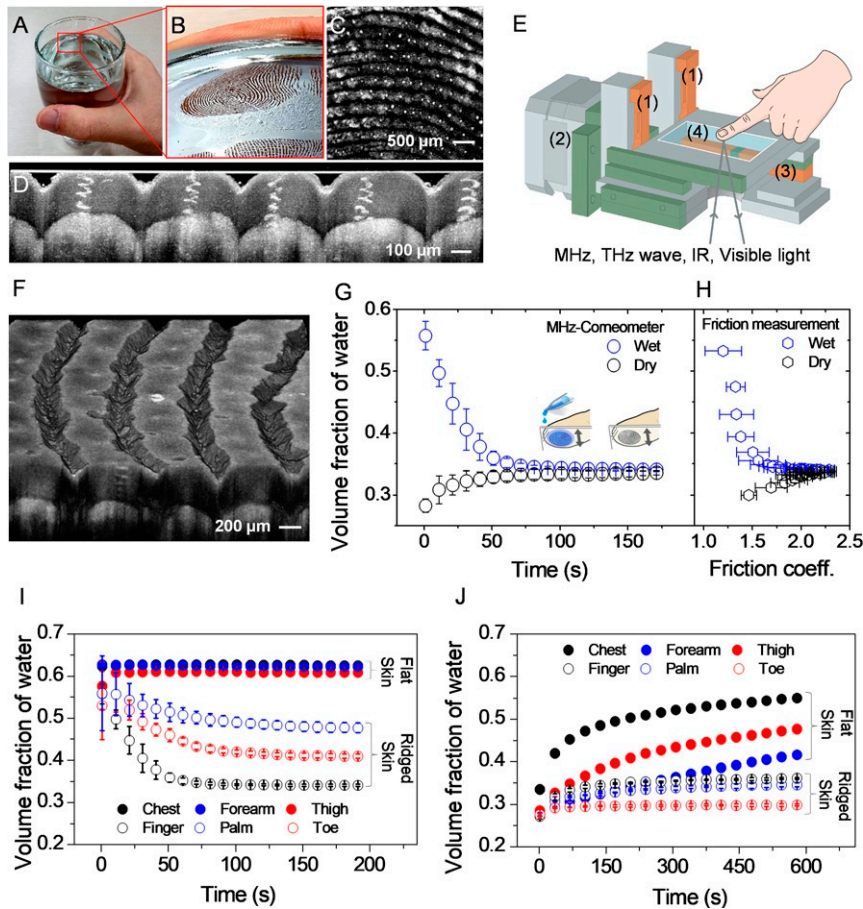 A
B
C
500 µm
D
100 µm
E
(1)
(1)
(2)
(4)
(3)
MHz, THz wave, IR, Visible light
F
200 µm
G
Volume fraction of water
0.6
0.5
0.4
0.3
MHz-Corneometer
Wet
Dry
0 50 100 150
Time (s)
H
Friction measurement
Wet
Dry
1.0 1.5 2.0 2.5
Friction coeff.
I
Volume fraction of water
0.7
0.6
0.5
0.4
0.3
0.2
Flat
Skin
Ridged
Skin
Chest Forearm Thigh
Finger Palm Toe
0 50 100 150 200
Time (s)
J
Volume fraction of water
0.7
0.6
0.5
0.4
0.3
0.2
Chest Forearm Thigh
Finger Palm Toe
Flat
Skin
Ridged
Skin
0 150 300 450 600
Time (s)